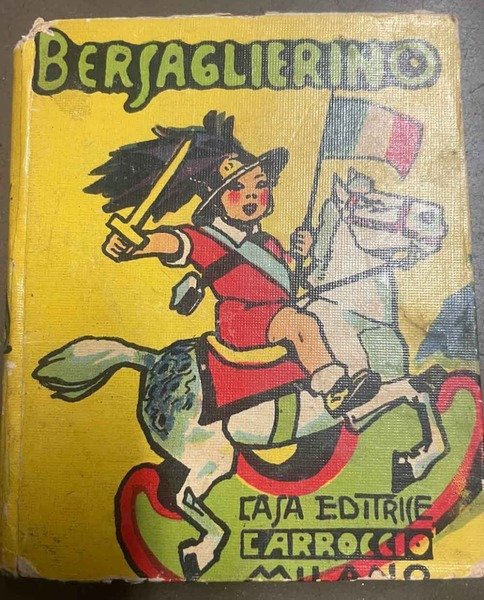 BERSAGLIERINO
CASA EDITRICE
CARROCCIO
MILANO